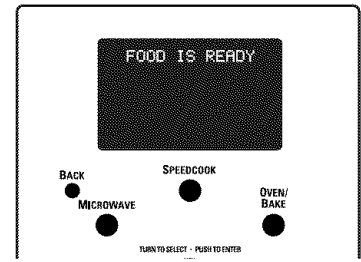 FOOD IS READY
SPEEDCOOK
BACK
MICROWAVE
OVEN/
BAKE
TURN TO SELECT - PUSH TO ENTER